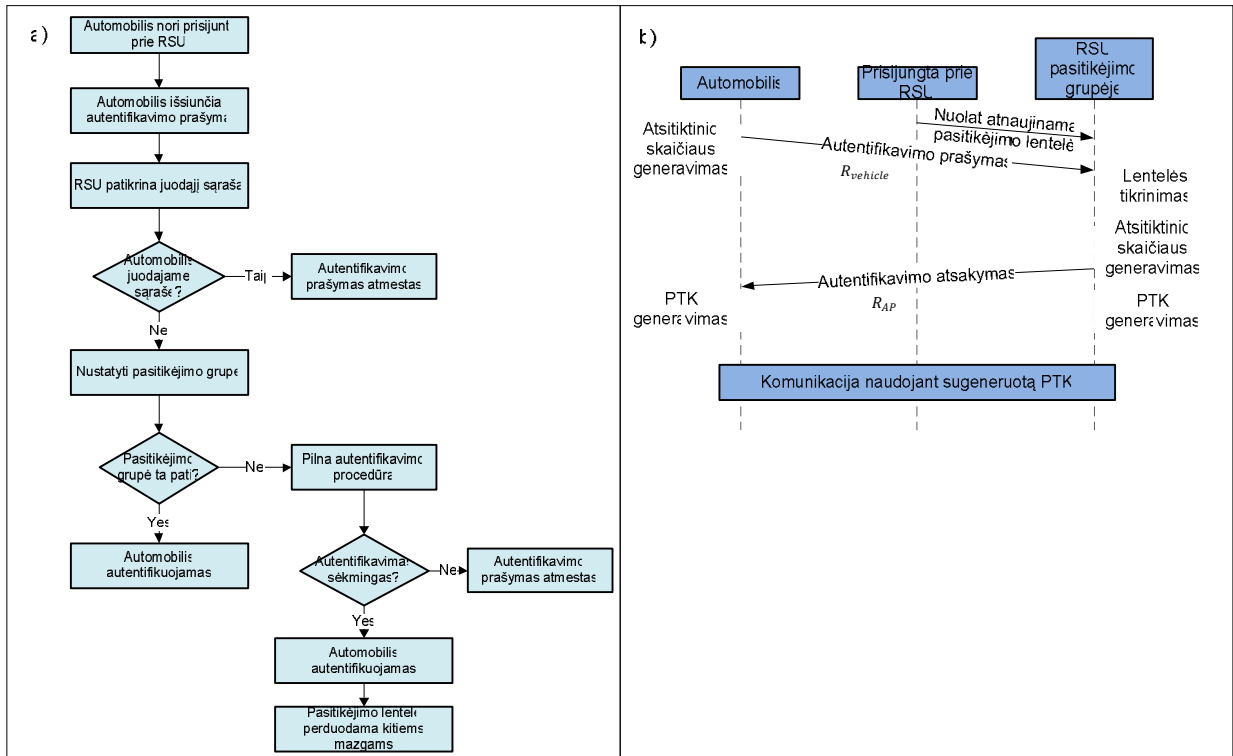 a)
Automobilis nori prisijunt
prie RSU
Automobilis išsiunčia
autentifikavimo prašyma
RSU patikrina juodąjį sąraša
Automobilis
juodajame
sąraše?
Taip
Autentifikavimo
prašymas atmestas
Ne
Nustatyti pasitikėjimo grupę
Pasitikėjimo
grupė ta pati?
Ne
Pilna autentifikavimo
procedūra
Yes
Automobilis
autentifikuojamas
Autentifikavimas
sėkmingas?
Ne
Autentifikavimo
prašymas atmestas
Yes
Automobilis
autentifikuojamas
Pasitikėjimo lentelė
perduodama kitiems
mazgams
b)
Automobilis
Prisijungta prie
RSU
RSU
pasitikėjimo
grupėje
Nuolat atnaujinama
pasitikėjimo lentelė
Atsitiktinio
skaičiaus
generavimas
Autentifikavimo prašymas
R_vehicle
Lentelės
tikrinimas
Atsitiktinio
skaičiaus
generavimas
Autentifikavimo atsakymas
R_AP
PTK
generavimas
PTK
generavimas
Komunikacija naudojant sugeneruotą PTK